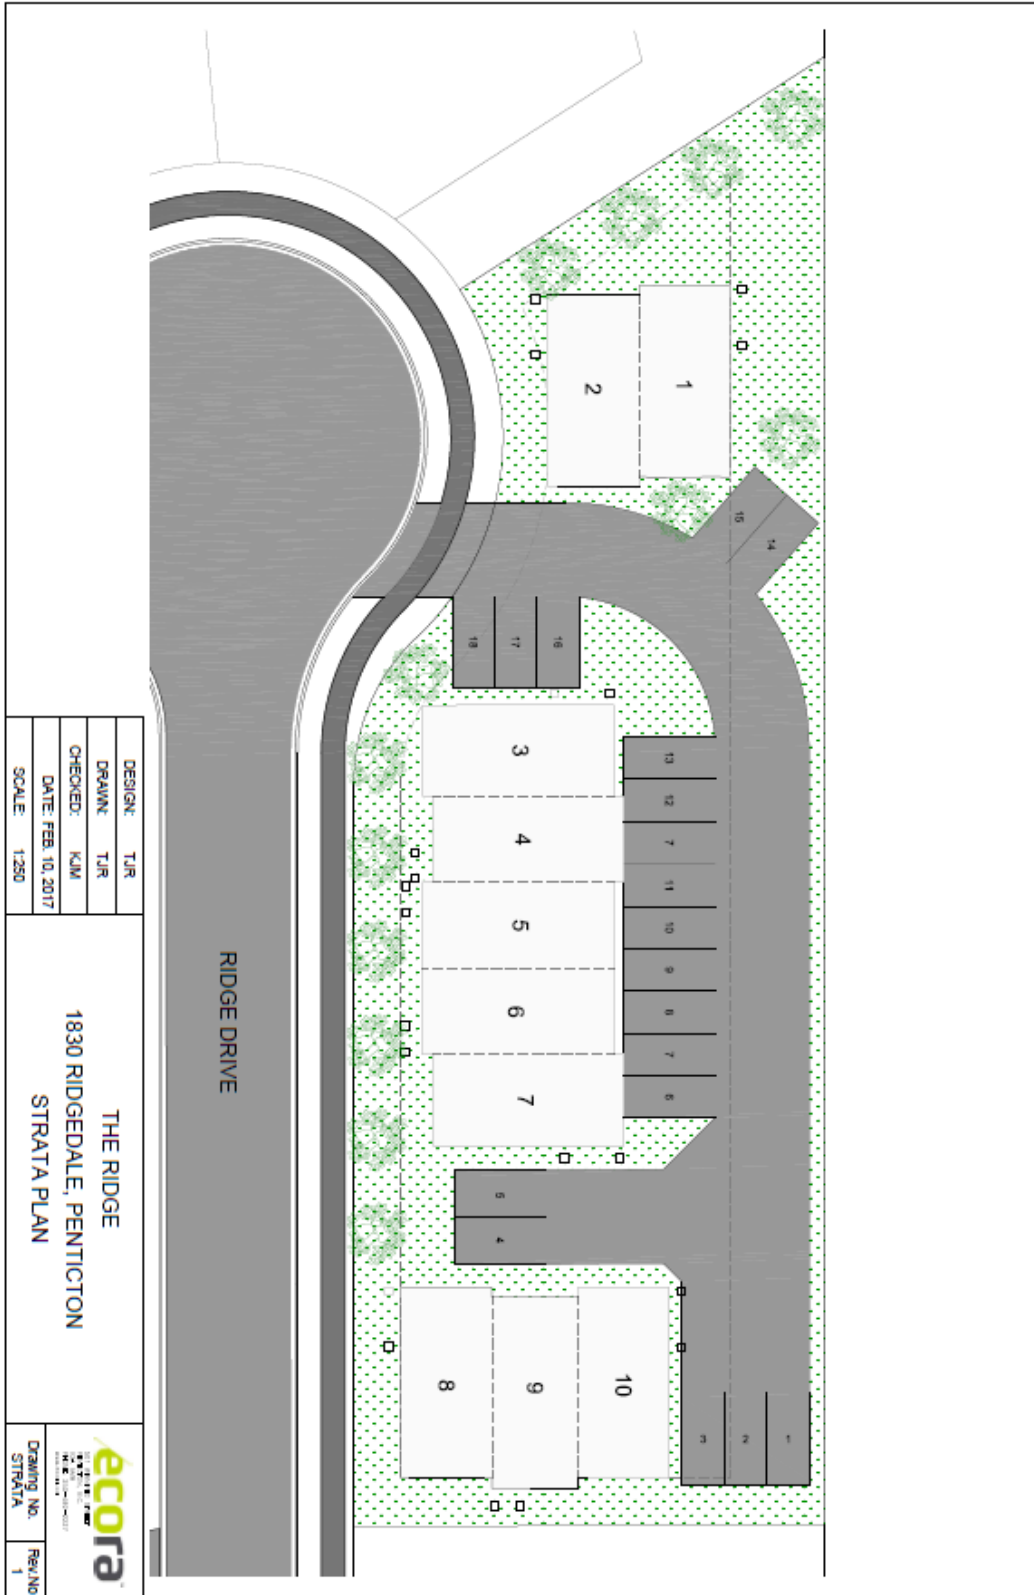 1
2
15
14
18
17
16
3
4
5
6
7
13
12
7
11
10
9
8
7
6
5
4
8
9
10
3
2
1
RIDGE DRIVE
DESIGN: TJR
DRAWN: TJR
CHECKED: KJM
DATE: FEB. 10, 2017
SCALE: 1:250
THE RIDGE
1830 RIDGEDALE, PENTICTON
STRATA PLAN
ecora
Drawing No.
STRATA
Rev.No
1